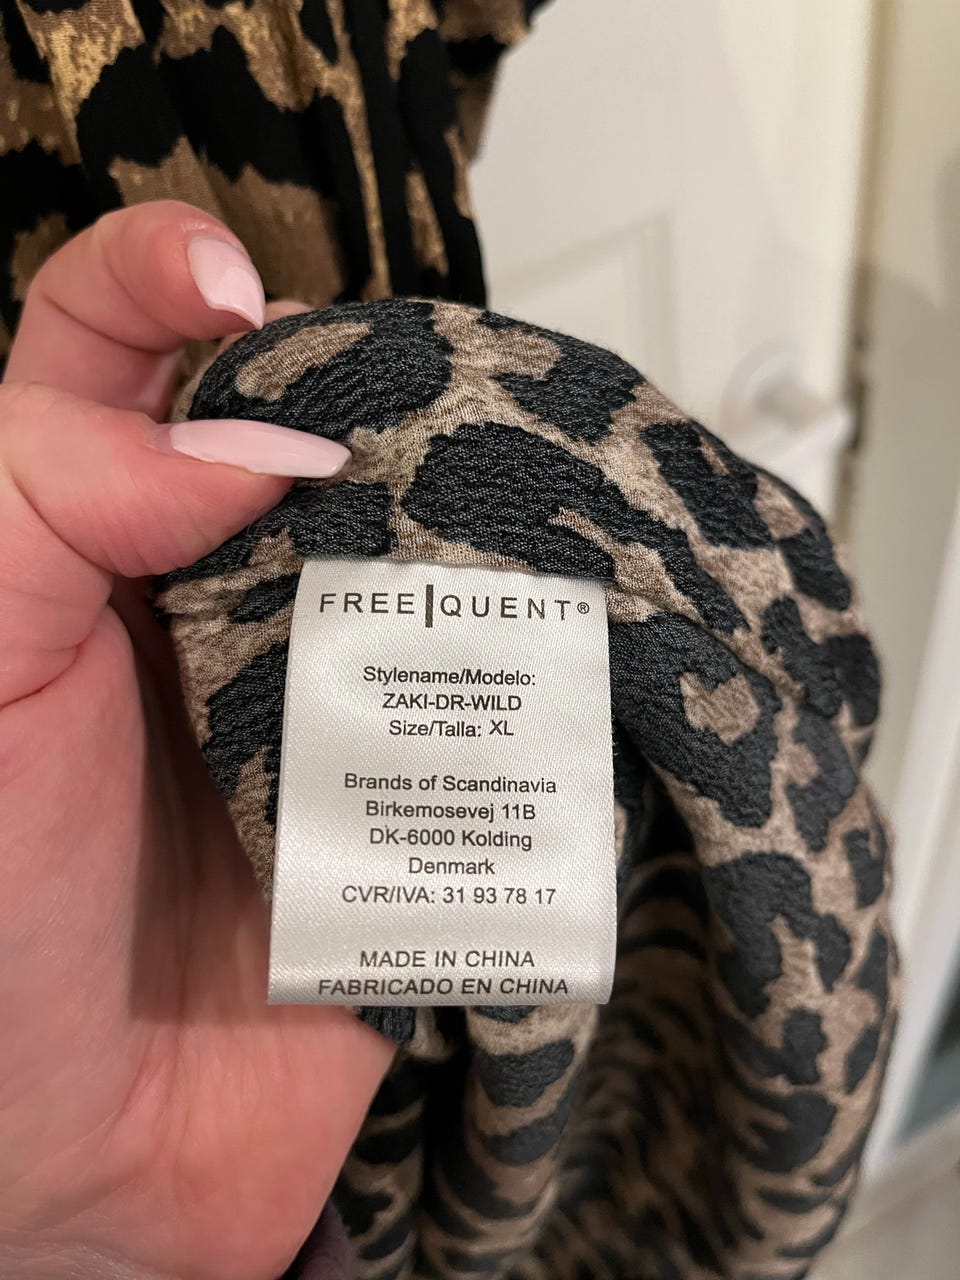 FREE|QUENT®
Stylename/Modelo:
ZAKI-DR-WILD
Size/Talla: XL
Brands of Scandinavia
Birkemosevej 11B
DK-6000 Kolding
Denmark
CVR/IVA: 31 93 78 17
MADE IN CHINA
FABRICADO EN CHINA